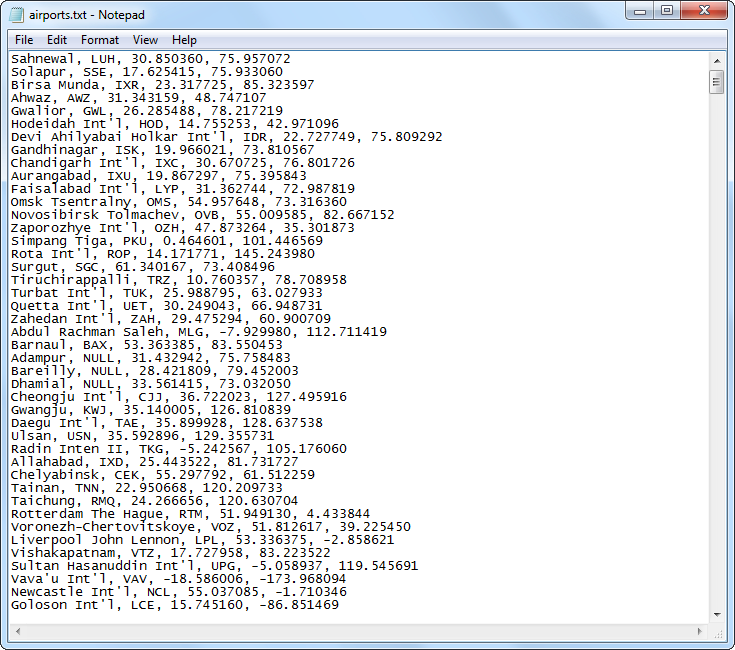 airports.txt - Notepad
File Edit Format View Help
Sahnewal, LUH, 30.850360, 75.957072
Solapur, SSE, 17.625415, 75.933060
Birsa Munda, IXR, 23.317725, 85.323597
Ahwaz, AWZ, 31.343159, 48.747107
Gwalior, GWL, 26.285488, 78.217219
Hodeidah Int'l, HOD, 14.755253, 42.971096
Devi Ahilyabai Holkar Int'l, IDR, 22.727749, 75.809292
Gandhinagar, ISK, 19.966021, 73.810567
Chandigarh Int'l, IXC, 30.670725, 76.801726
Aurangabad, IXU, 19.867297, 75.395843
Faisalabad Int'l, LYP, 31.362744, 72.987819
Omsk Tsentralny, OMS, 54.957648, 73.316360
Novosibirsk Tolmachev, OVB, 55.009585, 82.667152
Zaporozhye Int'l, OZH, 47.873264, 35.301873
Simpang Tiga, PKU, 0.464601, 101.446569
Rota Int'l, ROP, 14.171771, 145.243980
Surgut, SGC, 61.340167, 73.408496
Tiruchirappalli, TRZ, 10.760357, 78.708958
Turbat Int'l, TUK, 25.988795, 63.027933
Quetta Int'l, UET, 30.249043, 66.948731
Zahedan Int'l, ZAH, 29.475294, 60.900709
Abdul Rachman Saleh, MLG, -7.929980, 112.711419
Barnaul, BAX, 53.363385, 83.550453
Adampur, NULL, 31.432942, 75.758483
Bareilly, NULL, 28.421809, 79.452003
Dhamial, NULL, 33.561415, 73.032050
Cheongju Int'l, CJJ, 36.722023, 127.495916
Gwangju, KWJ, 35.140005, 126.810839
Daegu Int'l, TAE, 35.899928, 128.637538
Ulsan, USN, 35.592896, 129.355731
Radin Inten II, TKG, -5.242567, 105.176060
Allahabad, IXD, 25.443522, 81.731727
Chelyabinsk, CEK, 55.297792, 61.512259
Tainan, TNN, 22.950668, 120.209733
Taichung, RMQ, 24.266656, 120.630704
Rotterdam The Hague, RTM, 51.949130, 4.433844
Voronezh-Chertovitskoye, VOZ, 51.812617, 39.225450
Liverpool John Lennon, LPL, 53.336375, -2.858621
Vishakapatnam, VTZ, 17.727958, 83.223522
Sultan Hasanuddin Int'l, UPG, -5.058937, 119.545691
Vava'u Int'l, VAV, -18.586006, -173.968094
Newcastle Int'l, NCL, 55.037085, -1.710346
Goloson Int'l, LCE, 15.745160, -86.851469